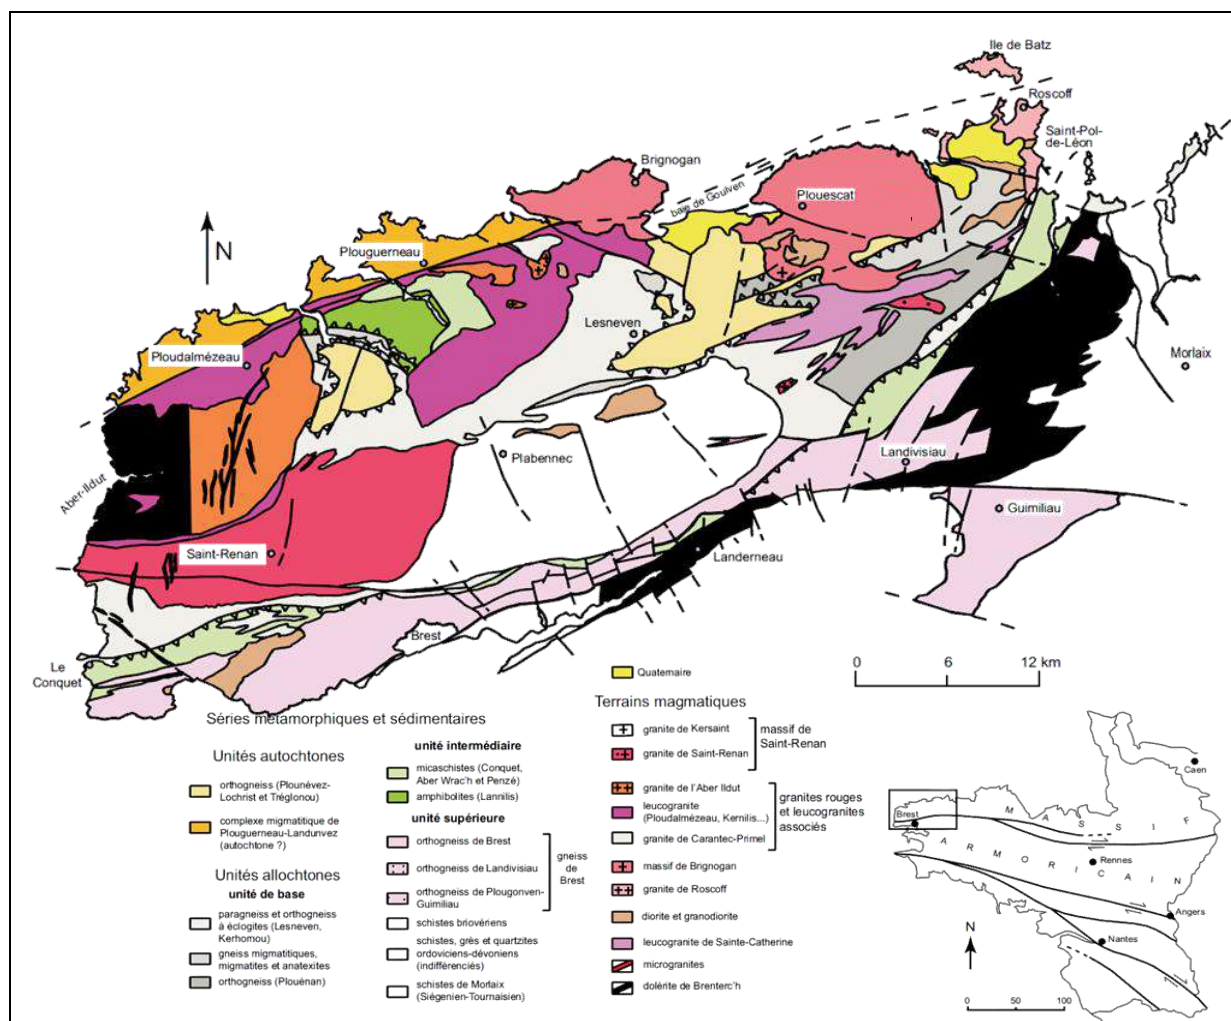 Ile de Batz
Roscoff
Saint-Pol-
de-Léon
Brignogan
baie de Goulven
Plouescat
N
Plouguerneau
Lesneven
Ploudalmézeau
Morlaix
Plabennec
Landivisiau
Aber-Ildut
Guimiliau
Saint-Renan
Landerneau
Brest
Le
Conquet
0 6 12 km
Quaternaire
Séries métamorphiques et sédimentaires
Unités autochtones
orthogneiss (Plounévez-
Lochrist et Tréglonou)
complexe migmatitique de
Plouguerneau-Landunvez
(autochtone ?)
Unités allochtones
unité de base
paragneiss et orthogneiss
à éclogites (Lesneven,
Kerhornou)
gneiss migmatitiques,
migmatites et anatexites
orthogneiss (Plouénan)
unité intermédiaire
micaschistes (Conquet,
Aber Wrac'h et Penzé)
amphibolites (Lannilis)
unité supérieure
orthogneiss de Brest
orthogneiss de Landivisiau
orthogneiss de Plougonven-
Guimiliau
gneiss
de
Brest
schistes briovériens
schistes, grès et quartzites
ordoviciens-dévoniens
(indifférenciés)
schistes de Morlaix
(Siégenien-Tournaisien)
Terrains magmatiques
granite de Kersaint
granite de Saint-Renan
massif de
Saint-Renan
granite de l'Aber Ildut
leucogranite
(Ploudalmézeau, Kernilis...)
granite de Carantec-Primel
granites rouges
et leucogranites
associés
massif de Brignogan
granite de Roscoff
diorite et granodiorite
leucogranite de Sainte-Catherine
microgranites
dolérite de Brenterc'h
Caen
Brest
MASSIF
ARMORICAIN
Rennes
Angers
Nantes
N
0 50 100